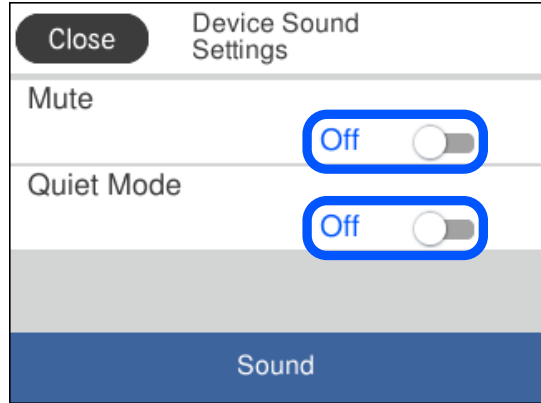 Close
Device Sound
Settings
Mute
Off
Quiet Mode
Off
Sound